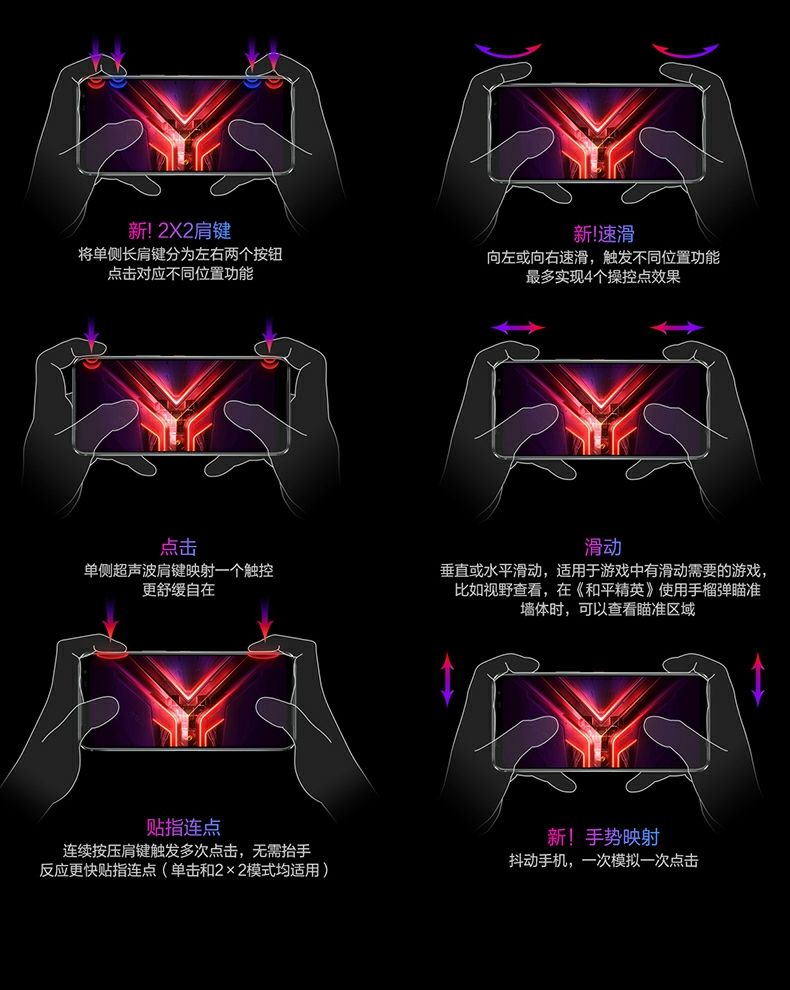 新! 2X2肩键
将单侧长肩键分为左右两个按钮
点击对应不同位置功能
新!速滑
向左或向右速滑，触发不同位置功能
最多实现4个操控点效果
点击
单侧超声波肩键映射一个触控
更舒缓自在
滑动
垂直或水平滑动，适用于游戏中有滑动需要的游戏，
比如视野查看，在《和平精英》使用手榴弹瞄准
墙体时，可以查看瞄准区域
贴指连点
连续按压肩键触发多次点击，无需抬手
反应更快贴指连点（单击和2×2模式均适用）
新！手势映射
抖动手机，一次模拟一次点击